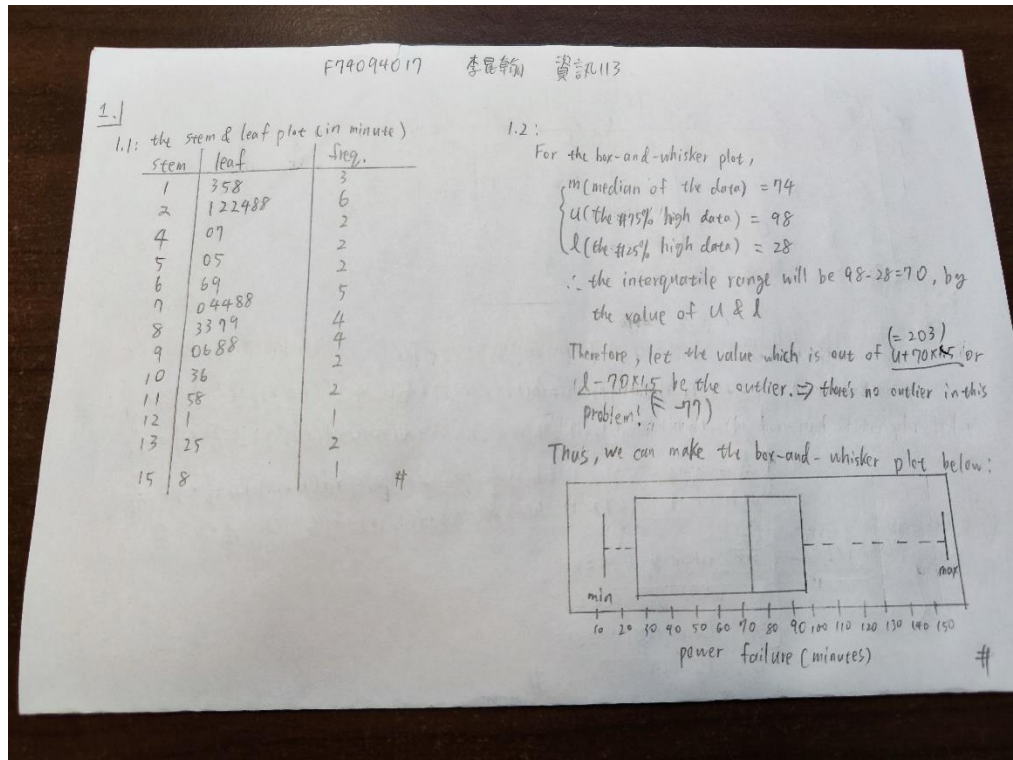 F74094017 李昆翰 資訊113
1.
1.1: the stem & leaf plot (in minute)
stem leaf freq.
1 358 3
2 122488 6
4 07 2
5 05 2
6 69 2
7 04488 5
8 3379 4
9 0688 4
10 36 2
11 58 2
12 1 1
13 25 2
15 8 1 #
1.2:
For the box-and-whisker plot,
m(median of the data) = 74
u(the #75% high data) = 98
l(the #25% high data) = 28
∴ the interquatile range will be 98-28=70, by
the value of u & l
(=203)
Therefore, let the value which is out of u+70×1.5 or
l-70×1.5 be the outlier. ⇒ there's no outlier in this
problem! (= -77)
Thus, we can make the box-and-whisker plot below:
min max
10 20 30 40 50 60 70 80 90 100 110 120 130 140 150
power failure (minutes) #